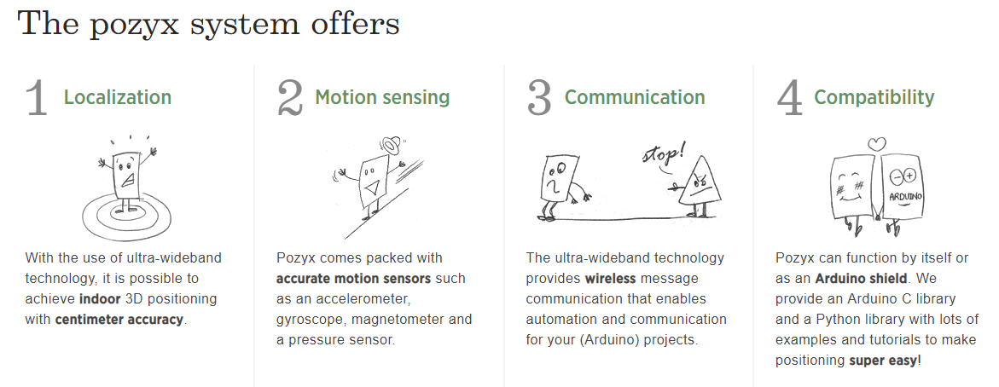 The pozyx system offers
1 Localization
With the use of ultra-wideband
technology, it is possible to
achieve indoor 3D positioning
with centimeter accuracy.
2 Motion sensing
Pozyx comes packed with
accurate motion sensors such
as an accelerometer,
gyroscope, magnetometer and
a pressure sensor.
3 Communication
stop!
The ultra-wideband technology
provides wireless message
communication that enables
automation and communication
for your (Arduino) projects.
4 Compatibility
ARDUINO
Pozyx can function by itself or
as an Arduino shield. We
provide an Arduino C library
and a Python library with lots of
examples and tutorials to make
positioning super easy!